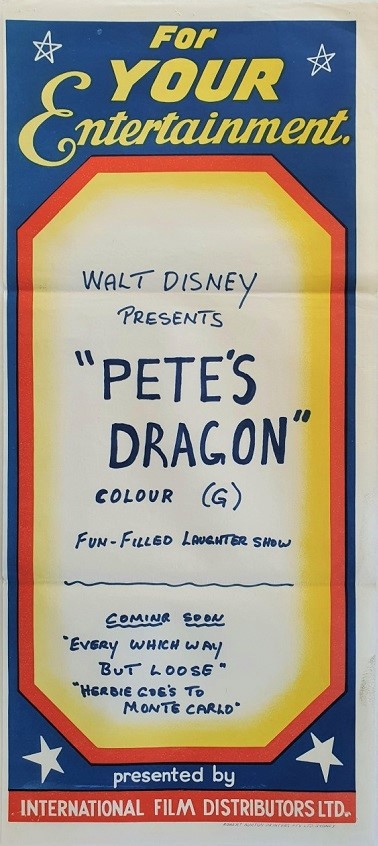 For
YOUR
Entertainment.
WALT DISNEY
PRESENTS
"PETE'S
DRAGON"
COLOUR (G)
FUN-FILLED LAUGHTER SHOW
COMING SOON
"EVERY WHICH WAY
BUT LOOSE"
"HERBIE GOE'S TO
MONTE CARLO"
presented by
INTERNATIONAL FILM DISTRIBUTORS LTD.